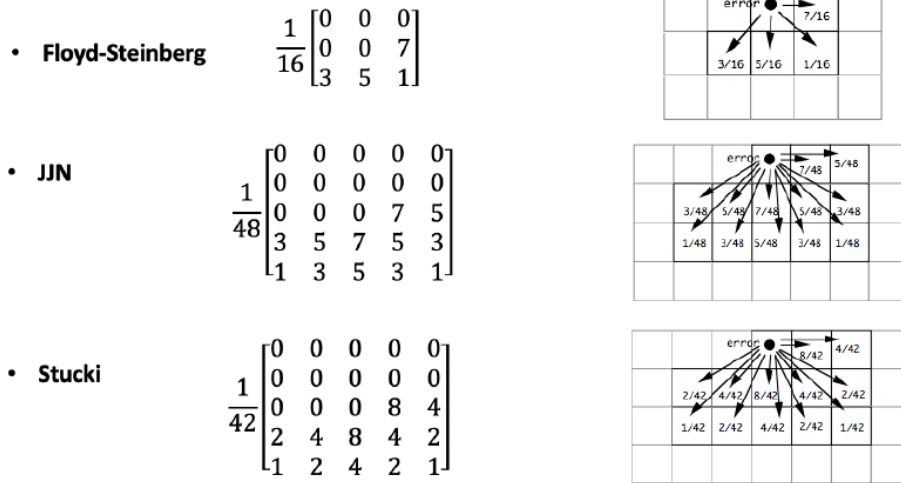 • Floyd-Steinberg
1/16 [0 0 0
0 0 7
3 5 1]
error 7/16
3/16 5/16 1/16
• JJN
1/48 [0 0 0 0 0
0 0 0 0 0
0 0 0 7 5
3 5 7 5 3
1 3 5 3 1]
error 7/48 5/48
3/48 5/48 7/48 5/48 3/48
1/48 3/48 5/48 3/48 1/48
• Stucki
1/42 [0 0 0 0 0
0 0 0 0 0
0 0 0 8 4
2 4 8 4 2
1 2 4 2 1]
error 8/42 4/42
2/42 4/42 8/42 4/42 2/42
1/42 2/42 4/42 2/42 1/42